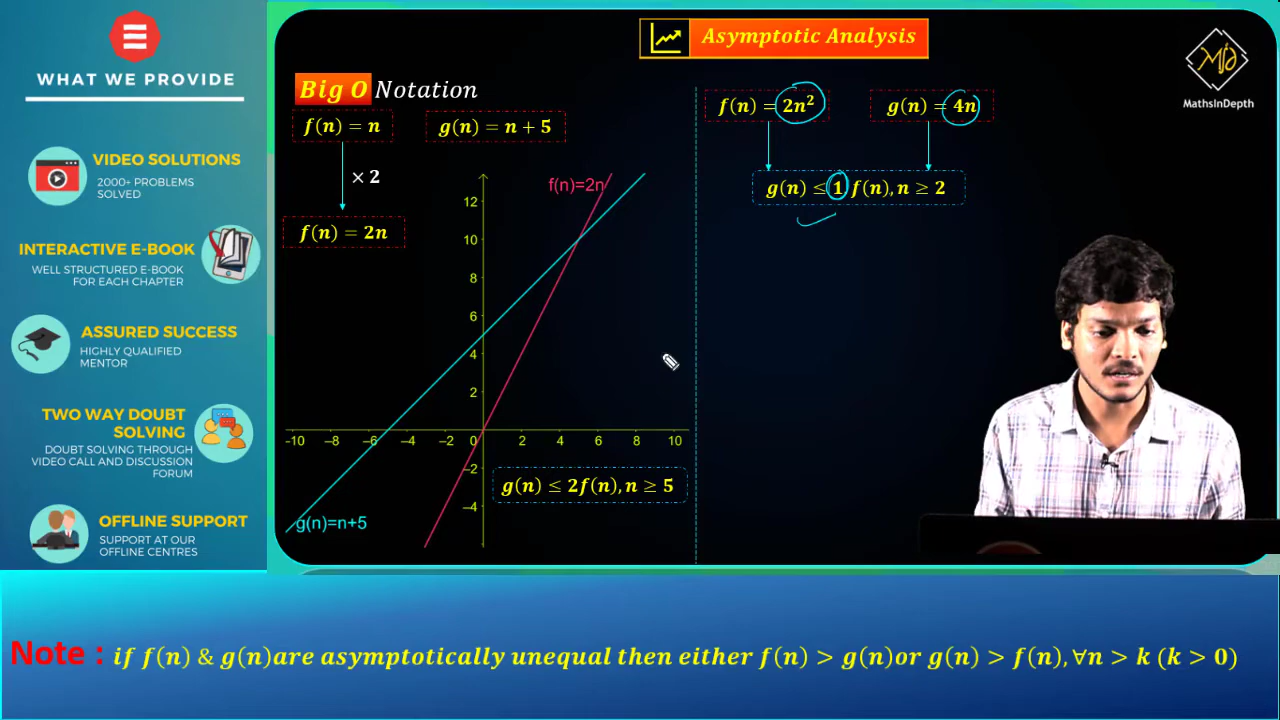 WHAT WE PROVIDE
VIDEO SOLUTIONS
2000+ PROBLEMS
SOLVED
INTERACTIVE E-BOOK
WELL STRUCTURED E-BOOK
FOR EACH CHAPTER
ASSURED SUCCESS
HIGHLY QUALIFIED
MENTOR
TWO WAY DOUBT
SOLVING
DOUBT SOLVING THROUGH
VIDEO CALL AND DISCUSSION
FORUM
OFFLINE SUPPORT
SUPPORT AT OUR
OFFLINE CENTRES
Asymptotic Analysis
MathsInDepth
Big O Notation
f(n) = n
g(n) = n + 5
× 2
f(n) = 2n
f(n)=2n
12
10
8
6
4
2
−10 −8 −6 −4 −2 0 2 4 6 8 10
−2
−4
g(n)=n+5
g(n) ≤ 2f(n), n ≥ 5
f(n) = 2n²
g(n) = 4n
g(n) ≤ 1 f(n), n ≥ 2
Note : if f(n) & g(n)are asymptotically unequal then either f(n) > g(n)or g(n) > f(n), ∀n > k (k > 0)